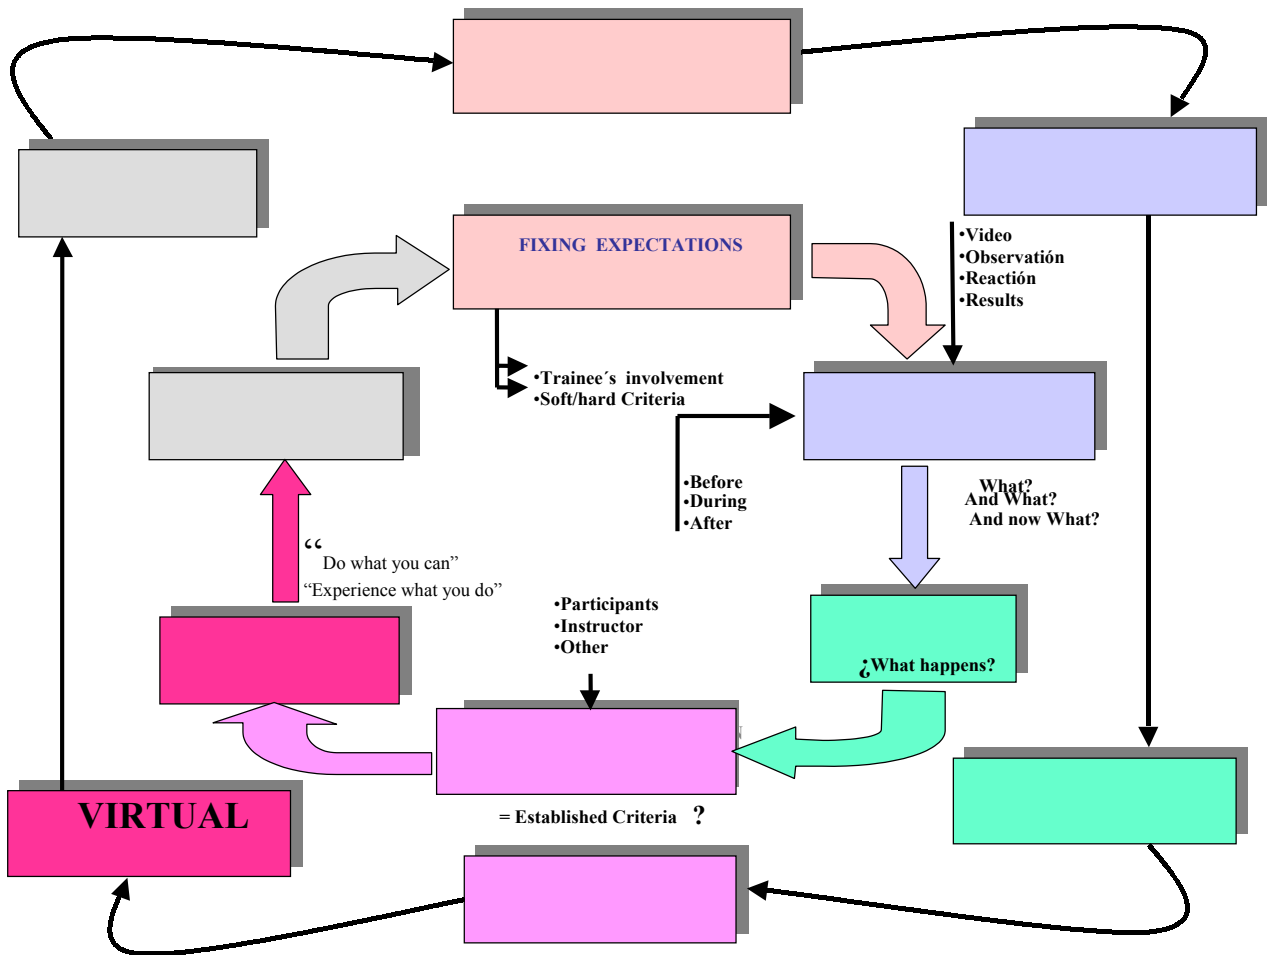 FIXING EXPECTATIONS
•Video
•Observatión
•Reactión
•Results
•Trainee´s involvement
•Soft/hard Criteria
•Before
•During
•After
What?
And What?
And now What?
“Do what you can”
“Experience what you do”
•Participants
•Instructor
•Other
¿What happens?
= Established Criteria ?
VIRTUAL